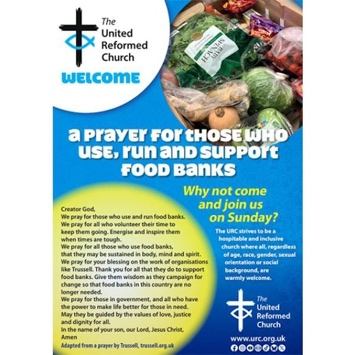 The
United
Reformed
Church
WELCOME
a prayer for those who
use, run and support
food banks
Creator God,
We pray for those who use and run food banks.
We pray for all who volunteer their time to
keep them going. Energise and inspire them
when times are tough.
We pray for all those who use food banks,
that they may be sustained in body, mind and spirit.
We pray for your blessing on the work of organisations
like Trussell. Thank you for all that they do to support
food banks. Give them wisdom as they campaign for
change so that food banks in this country are no
longer needed.
We pray for those in government, and all who have
the power to make life better for those in need.
May they be guided by the values of love, justice
and dignity for all.
In the name of your son, our Lord, Jesus Christ,
Amen
Adapted from a prayer by Trussell, trussell.org.uk
Why not come
and join us
on Sunday?
The URC strives to be a
hospitable and inclusive
church where all, regardless
of age, race, gender, sexual
orientation or social
background, are
warmly welcome.
The
United
Reformed
Church
www.urc.org.uk